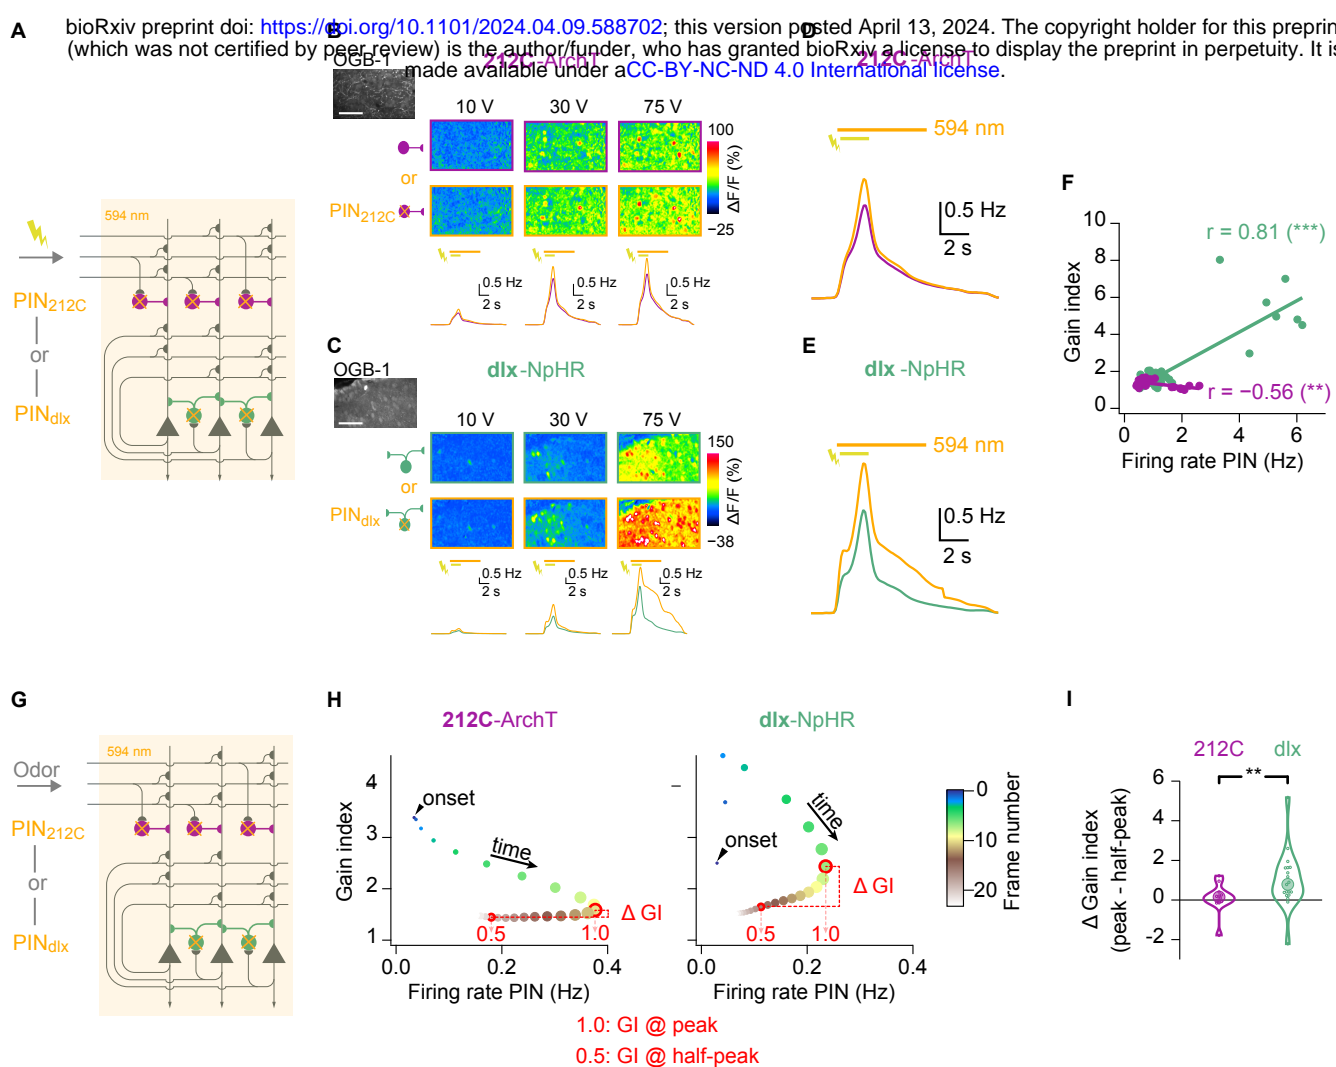 bioRxiv preprint doi: https://doi.org/10.1101/2024.04.09.588702; this version posted April 13, 2024. The copyright holder for this preprin
(which was not certified by peer review) is the author/funder, who has granted bioRxiv a license to display the preprint in perpetuity. It is
made available under aCC-BY-NC-ND 4.0 International license.
A
594 nm
PIN212C
or
PINdlx
B
212C-ArchT
OGB-1
10 V
30 V
75 V
or
PIN212C
100
ΔF/F (%)
−25
0.5 Hz
2 s
0.5 Hz
2 s
0.5 Hz
2 s
C
dlx-NpHR
OGB-1
10 V
30 V
75 V
or
PINdlx
150
ΔF/F (%)
−38
0.5 Hz
2 s
0.5 Hz
2 s
0.5 Hz
2 s
D
212C-ArchT
594 nm
0.5 Hz
2 s
E
dlx -NpHR
594 nm
0.5 Hz
2 s
F
Gain index
10
8
6
4
2
0
r = 0.81 (***)
r = −0.56 (**)
0
2
4
6
Firing rate PIN (Hz)
G
594 nm
Odor
PIN212C
or
PINdlx
H
212C-ArchT
Gain index
4
3
2
1
onset
time
Δ GI
0.5
1.0
0.0
0.2
0.4
Firing rate PIN (Hz)
dlx-NpHR
onset
time
Δ GI
0.5
1.0
0.0
0.2
0.4
Firing rate PIN (Hz)
0
10
20
Frame number
1.0: GI @ peak
0.5: GI @ half-peak
I
212C
dlx
**
Δ Gain index
(peak - half-peak)
6
4
2
0
-2